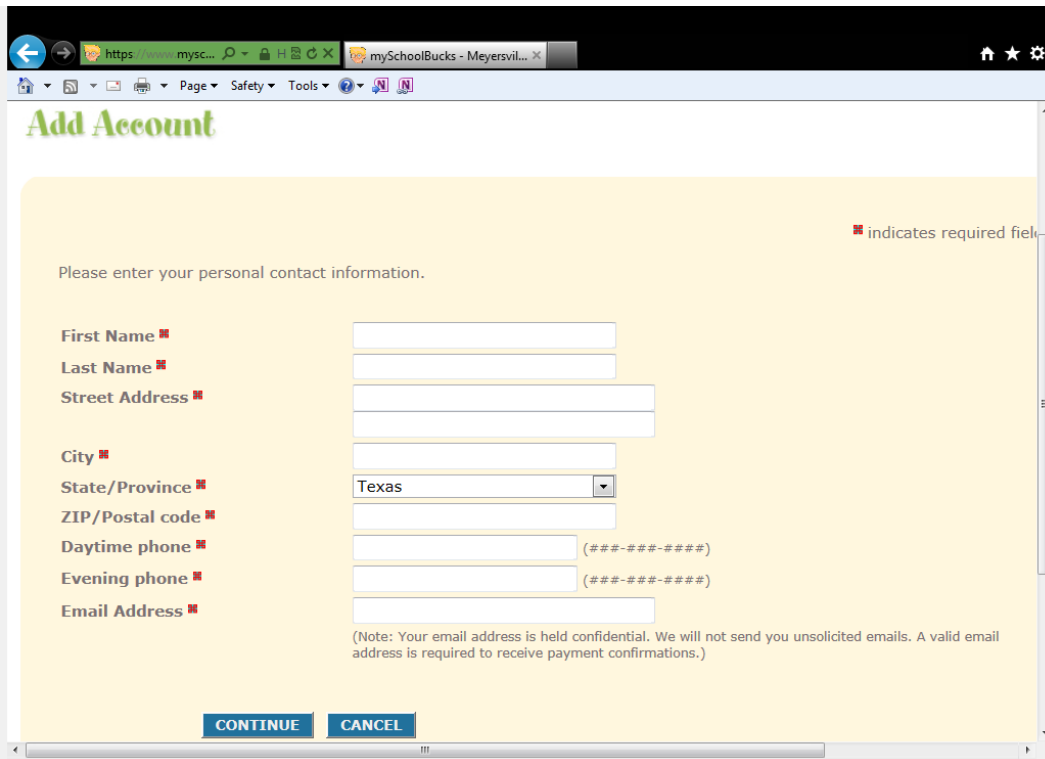 https://www.mysc...
mySchoolBucks - Meyersvil...
Page Safety Tools
Add Account
indicates required
Please enter your personal contact information.
First Name
Last Name
Street Address
City
State/Province Texas
ZIP/Postal code
Daytime phone (###-###-####)
Evening phone (###-###-####)
Email Address
(Note: Your email address is held confidential. We will not send you unsolicited emails. A valid email
address is required to receive payment confirmations.)
CONTINUE CANCEL